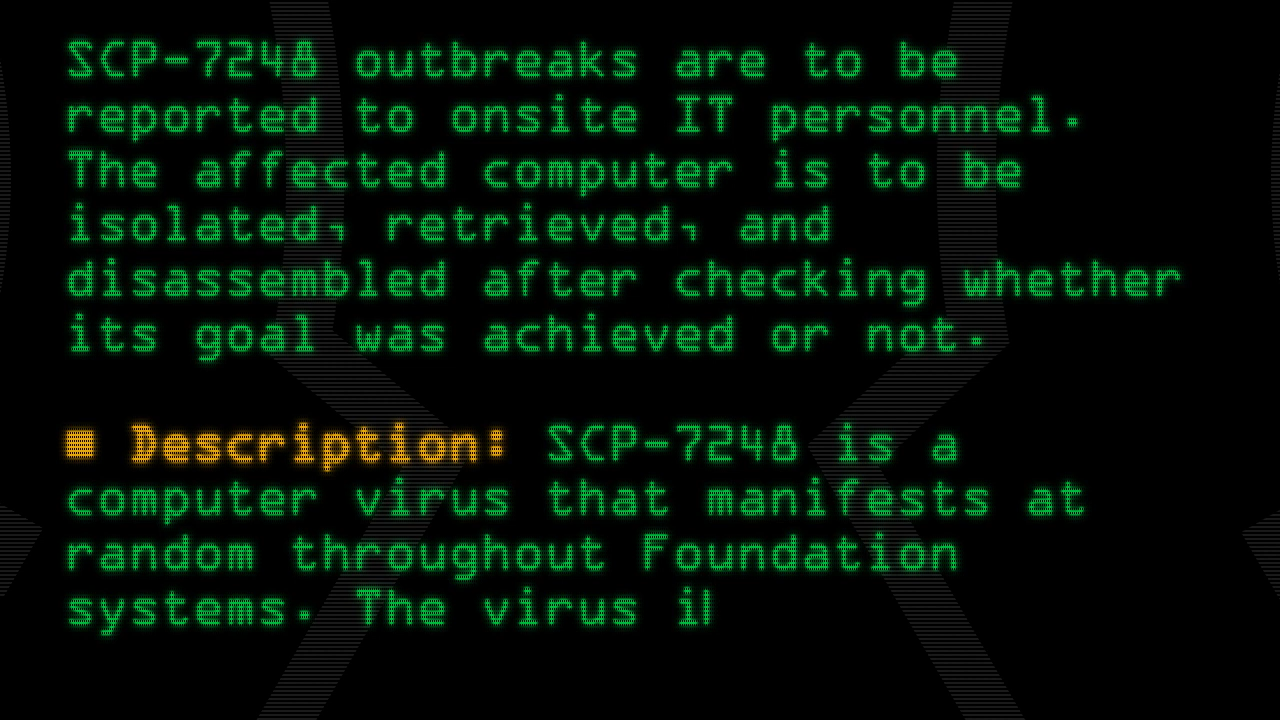 SCP-7248 outbreaks are to be
reported to onsite IT personnel.
The affected computer is to be
isolated, retrieved, and
disassembled after checking whether
its goal was achieved or not.
■ Description: SCP-7248 is a
computer virus that manifests at
random throughout Foundation
systems. The virus i